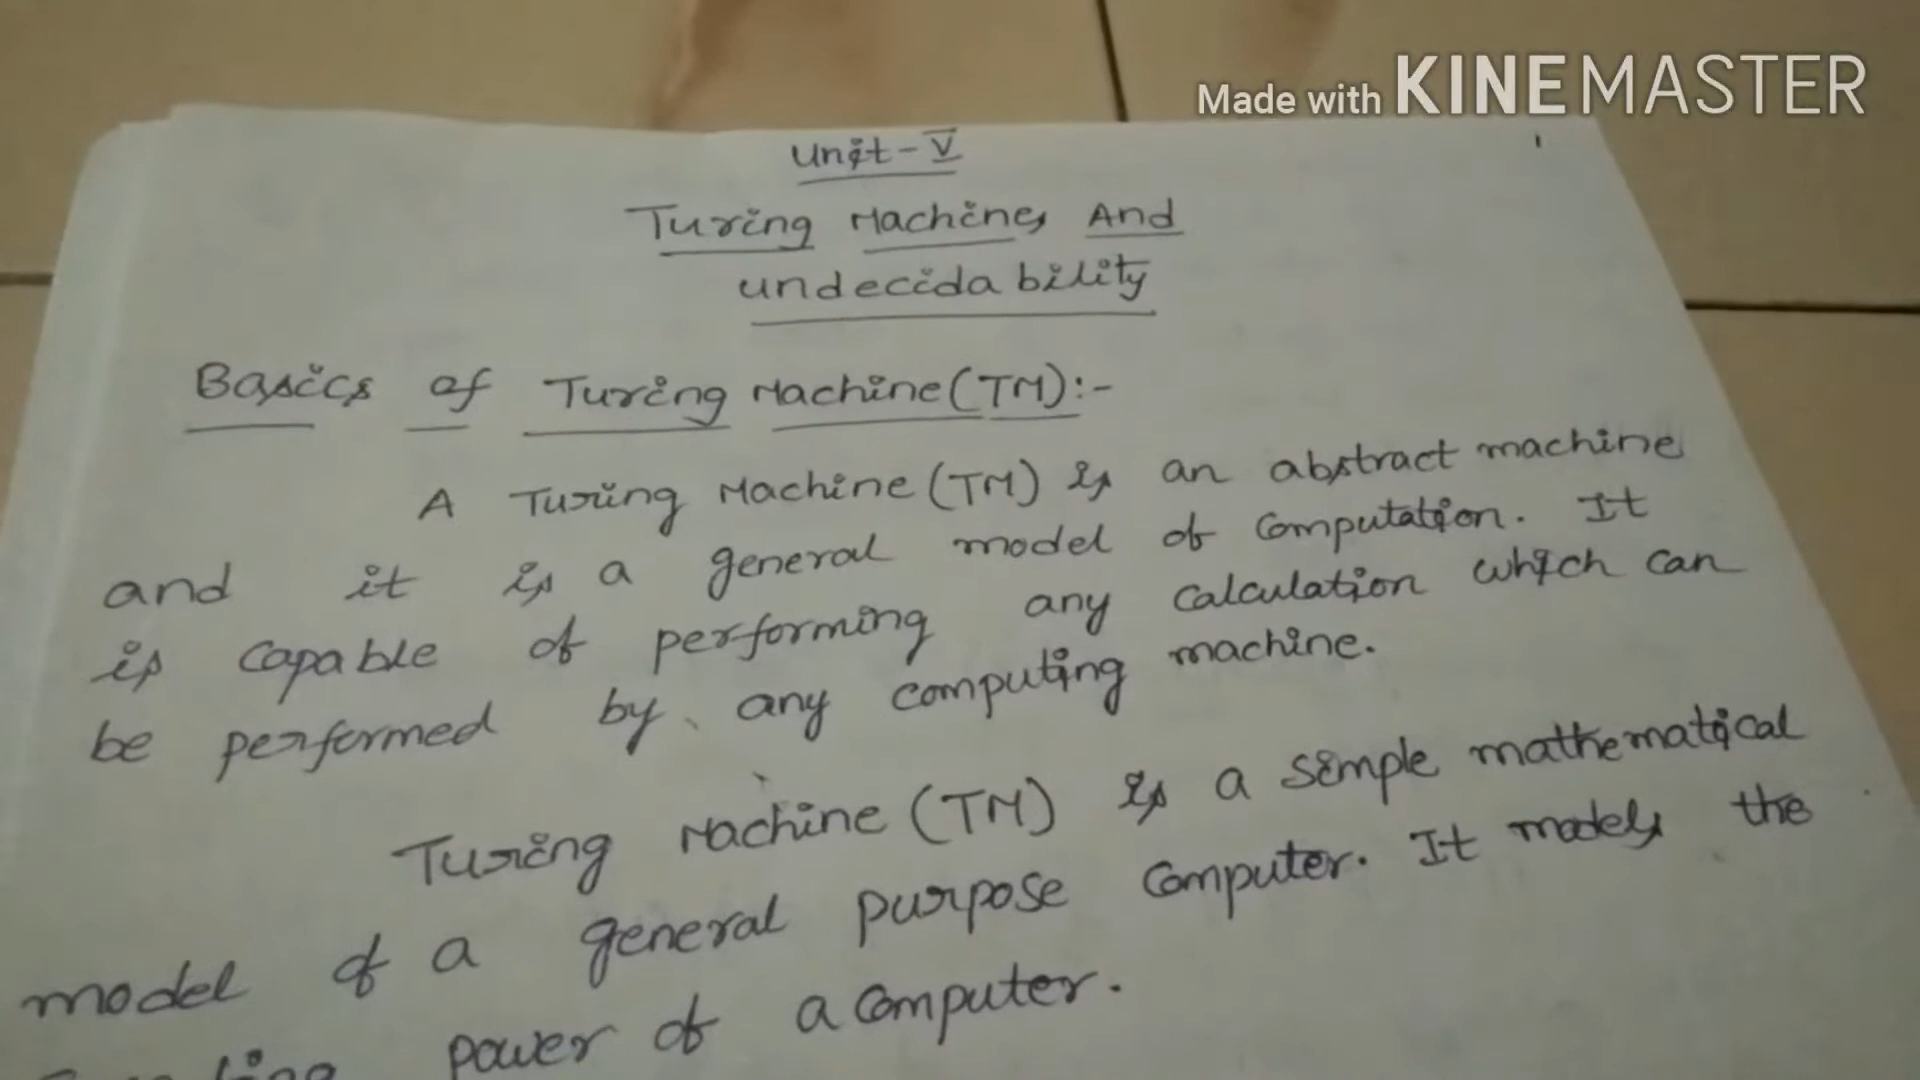 Made with KINEMASTER
1
Unit-V
Turing Machines And
undecidability
Basics of Turing Machine (TM):-
A Turing Machine (TM) is an abstract machine
and it is a general model of Computation. It
is capable of performing any calculation which can
be performed by any computing machine.
Turing Machine (TM) is a simple mathematical
model of a general purpose Computer. It models the
power of a Computer.